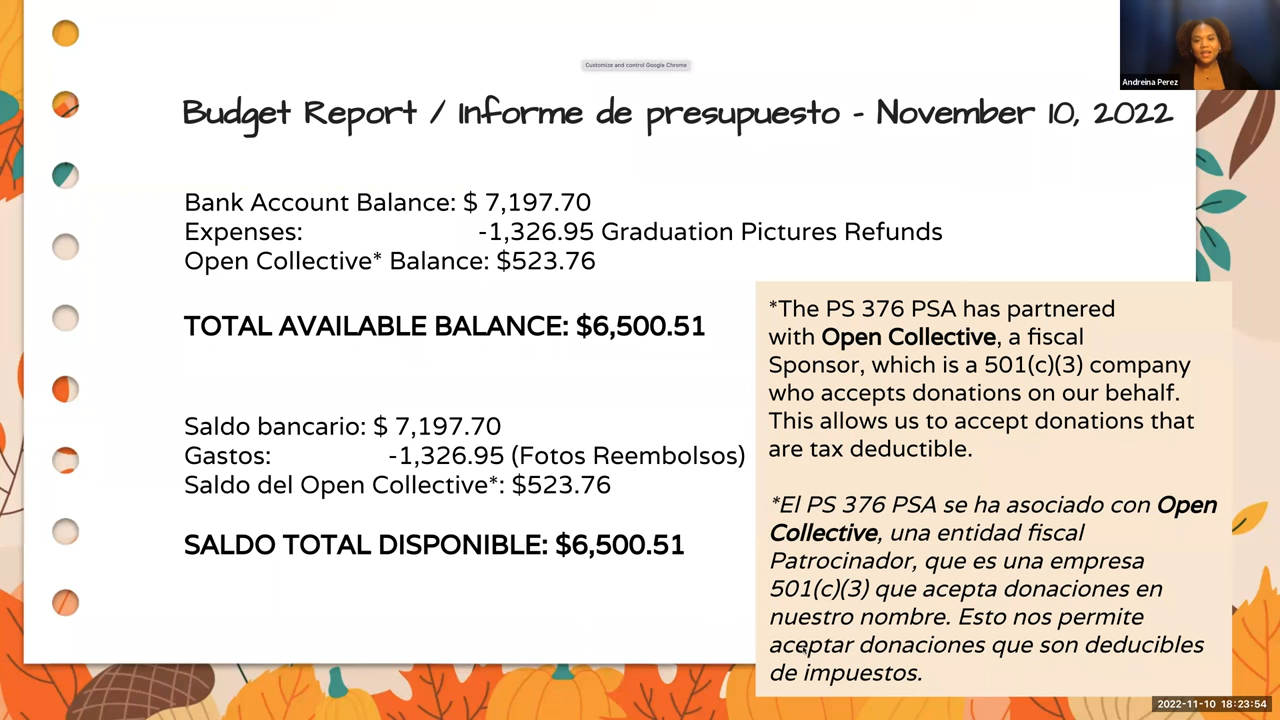 Customize and control Google Chrome
Andreina Perez
Budget Report / Informe de presupuesto - November 10, 2022
Bank Account Balance: $ 7,197.70
Expenses: -1,326.95 Graduation Pictures Refunds
Open Collective* Balance: $523.76
TOTAL AVAILABLE BALANCE: $6,500.51
Saldo bancario: $ 7,197.70
Gastos: -1,326.95 (Fotos Reembolsos)
Saldo del Open Collective*: $523.76
SALDO TOTAL DISPONIBLE: $6,500.51
*The PS 376 PSA has partnered
with Open Collective, a fiscal
Sponsor, which is a 501(c)(3) company
who accepts donations on our behalf.
This allows us to accept donations that
are tax deductible.
*El PS 376 PSA se ha asociado con Open
Collective, una entidad fiscal
Patrocinador, que es una empresa
501(c)(3) que acepta donaciones en
nuestro nombre. Esto nos permite
aceptar donaciones que son deducibles
de impuestos.
2022-11-10 18:23:54